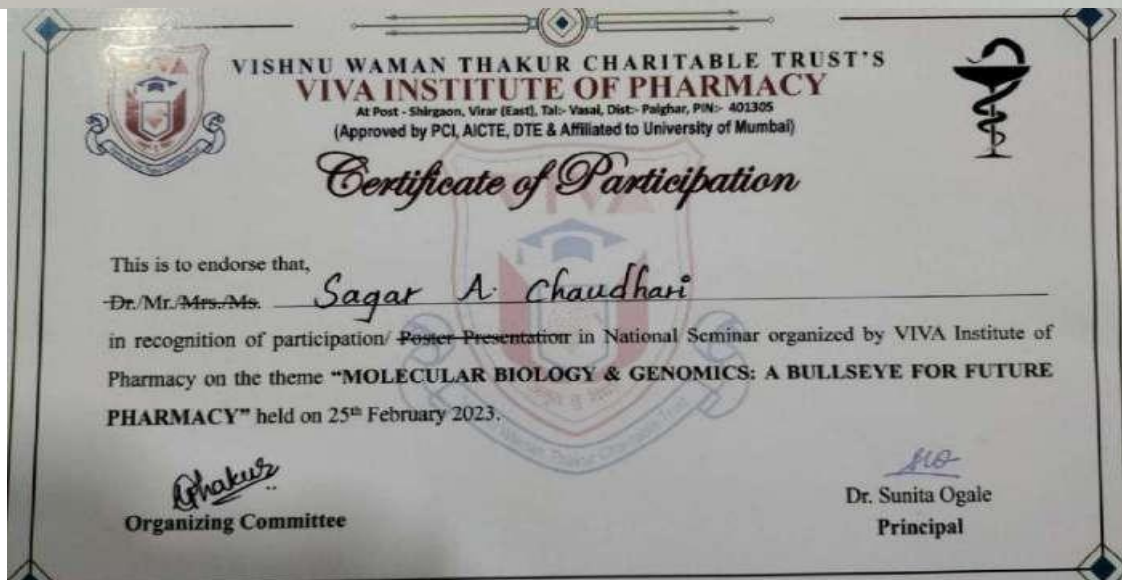 VISHNU WAMAN THAKUR CHARITABLE TRUST'S
VIVA INSTITUTE OF PHARMACY
At Post - Shirgaon, Virar (East), Tal:- Vasai, Dist:- Palghar, PIN:- 401305
(Approved by PCI, AICTE, DTE & Affiliated to University of Mumbai)
Certificate of Participation
VIVA
This is to endorse that,
Dr./Mr./Mrs./Ms. Sagar A. Chaudhari
in recognition of participation/ Poster Presentation in National Seminar organized by VIVA Institute of
Pharmacy on the theme "MOLECULAR BIOLOGY & GENOMICS: A BULLSEYE FOR FUTURE
PHARMACY" held on 25th February 2023.
Thakur
Organizing Committee
Dr. Sunita Ogale
Principal